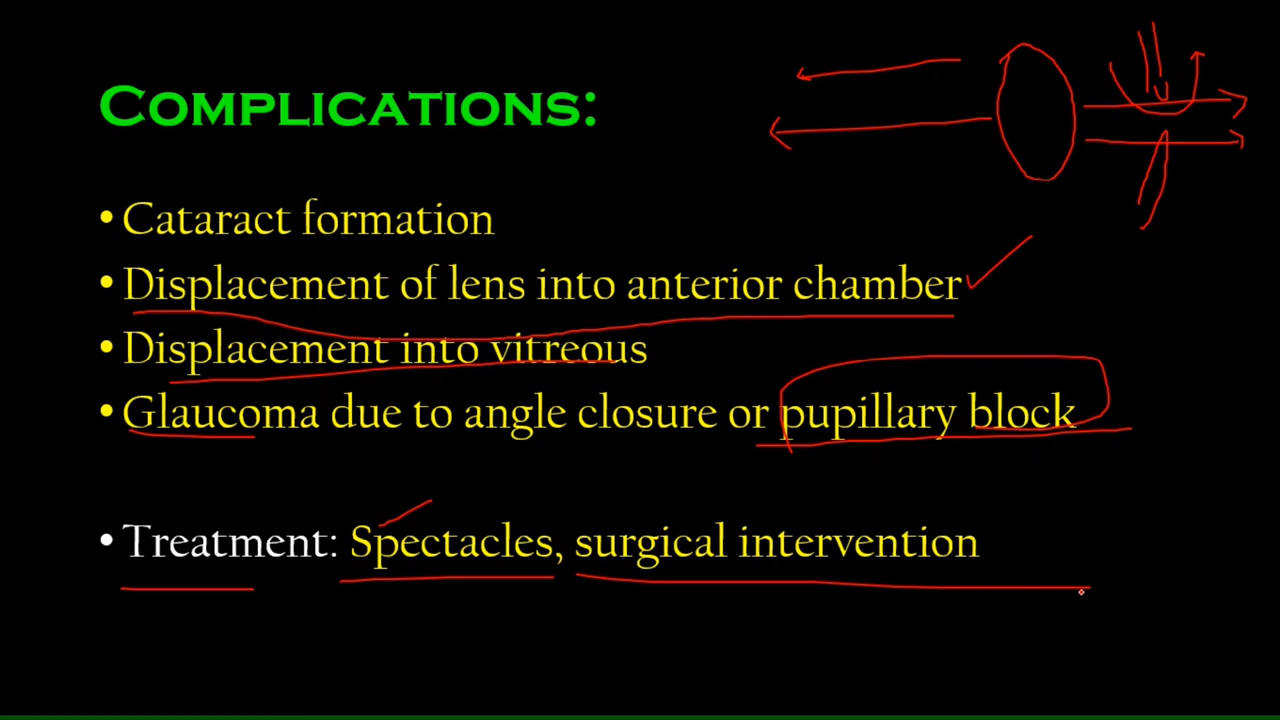 COMPLICATIONS:
• Cataract formation
• Displacement of lens into anterior chamber
• Displacement into vitreous
• Glaucoma due to angle closure or pupillary block
• Treatment: Spectacles, surgical intervention